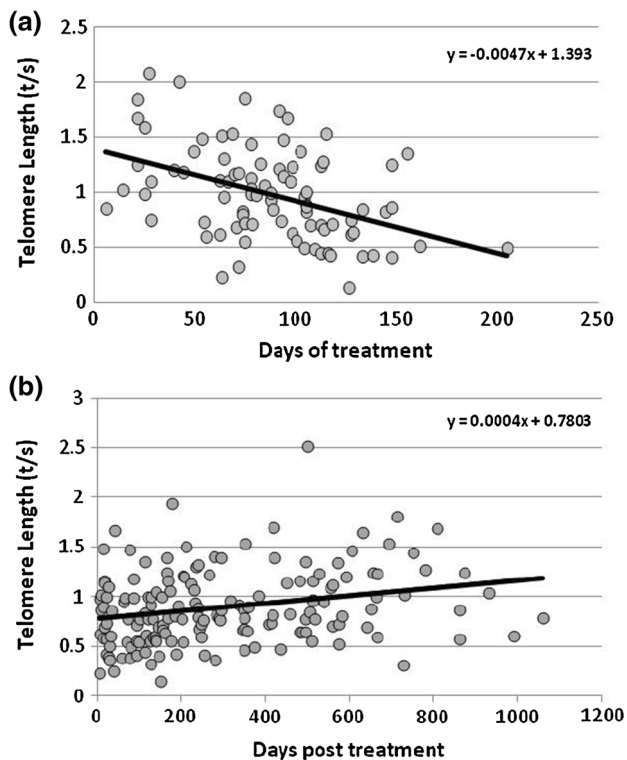 (a)
2.5
2
1.5
1
0.5
0
Telomere Length (t/s)
y = -0.0047x + 1.393
0 50 100 150 200 250
Days of treatment
(b)
3
2.5
2
1.5
1
0.5
0
Telomere Length (t/s)
y = 0.0004x + 0.7803
0 200 400 600 800 1000 1200
Days post treatment